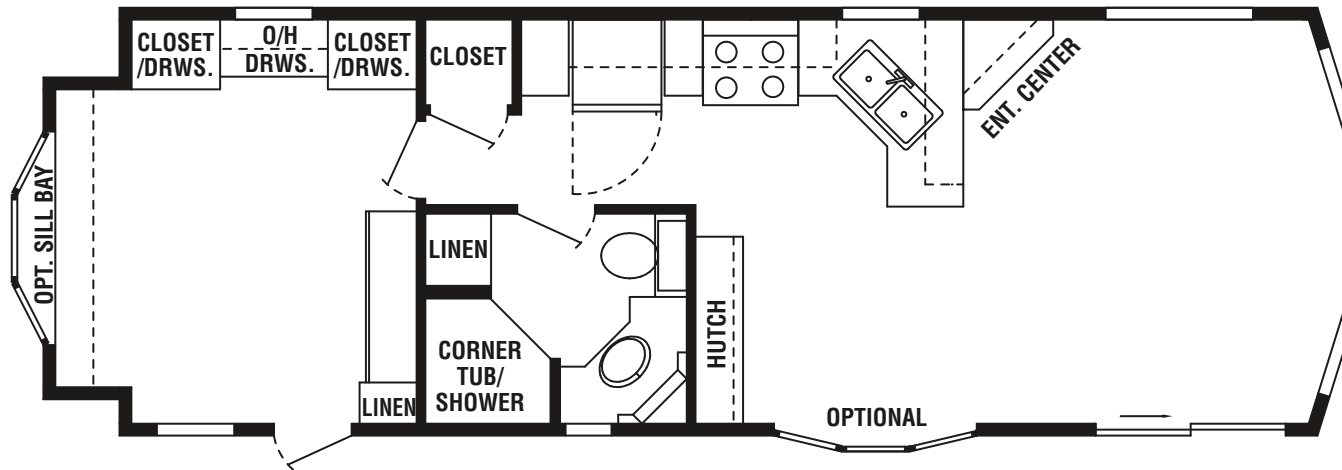 CLOSET
/DRWS.
O/H
DRWS.
CLOSET
/DRWS.
CLOSET
ENT. CENTER
OPT. SILL BAY
LINEN
HUTCH
CORNER
TUB/
SHOWER
LINEN
OPTIONAL